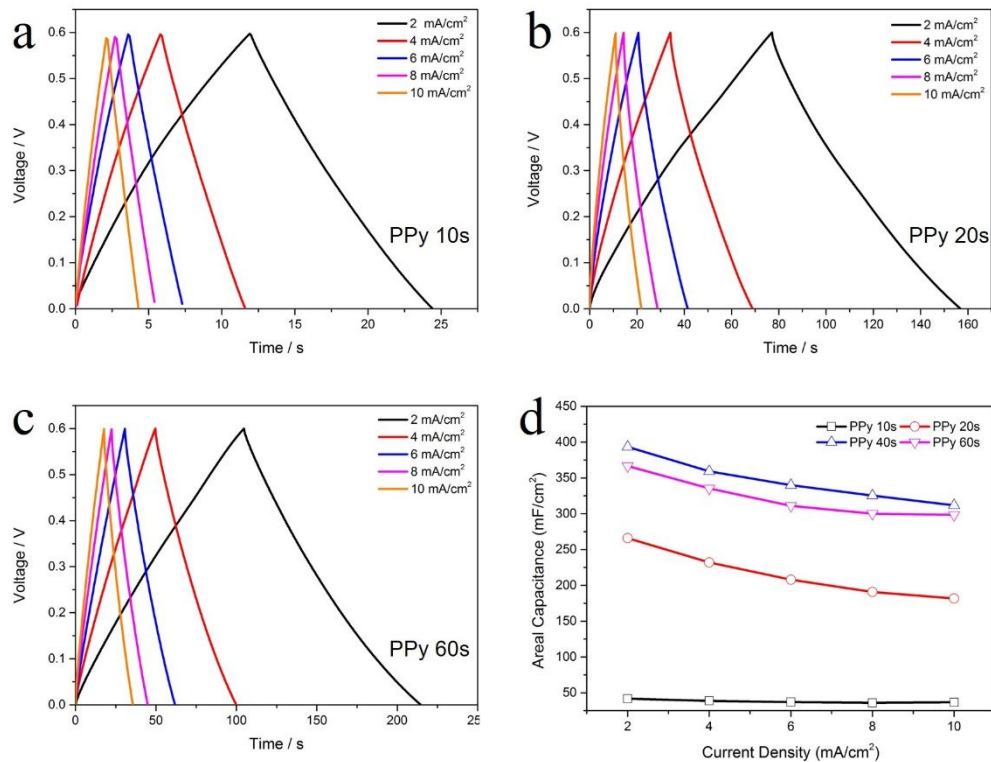 a
0.6
0.5
0.4
0.3
0.2
0.1
0.0
Voltage / V
2 mA/cm²
4 mA/cm²
6 mA/cm²
8 mA/cm²
10 mA/cm²
PPy 10s
0 5 10 15 20 25
Time / s
b
0.6
0.5
0.4
0.3
0.2
0.1
0.0
Voltage / V
2 mA/cm²
4 mA/cm²
6 mA/cm²
8 mA/cm²
10 mA/cm²
PPy 20s
0 20 40 60 80 100 120 140 160
Time / s
c
0.6
0.5
0.4
0.3
0.2
0.1
0.0
Voltage / V
2 mA/cm²
4 mA/cm²
6 mA/cm²
8 mA/cm²
10 mA/cm²
PPy 60s
0 50 100 150 200 25
Time / s
d
450
400
350
300
250
200
150
100
50
Areal Capacitance (mF/cm²)
PPy 10s PPy 20s
PPy 40s PPy 60s
2 4 6 8 10
Current Density (mA/cm²)